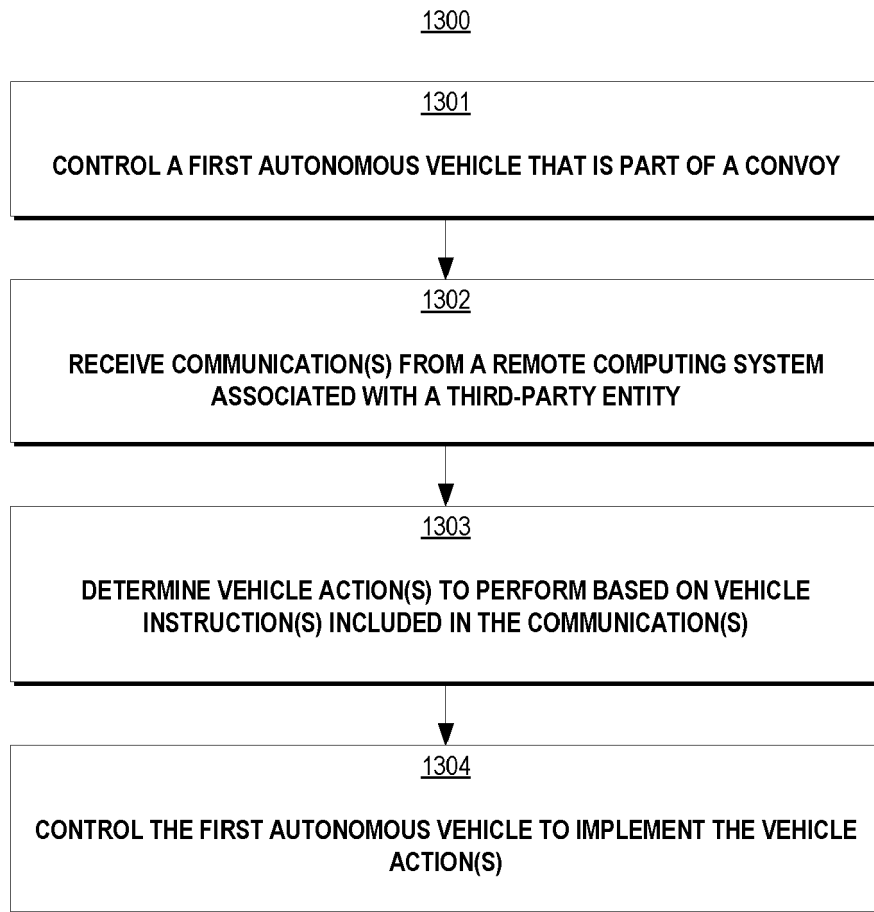 1300
1301
CONTROL A FIRST AUTONOMOUS VEHICLE THAT IS PART OF A CONVOY
1302
RECEIVE COMMUNICATION(S) FROM A REMOTE COMPUTING SYSTEM
ASSOCIATED WITH A THIRD-PARTY ENTITY
1303
DETERMINE VEHICLE ACTION(S) TO PERFORM BASED ON VEHICLE
INSTRUCTION(S) INCLUDED IN THE COMMUNICATION(S)
1304
CONTROL THE FIRST AUTONOMOUS VEHICLE TO IMPLEMENT THE VEHICLE
ACTION(S)